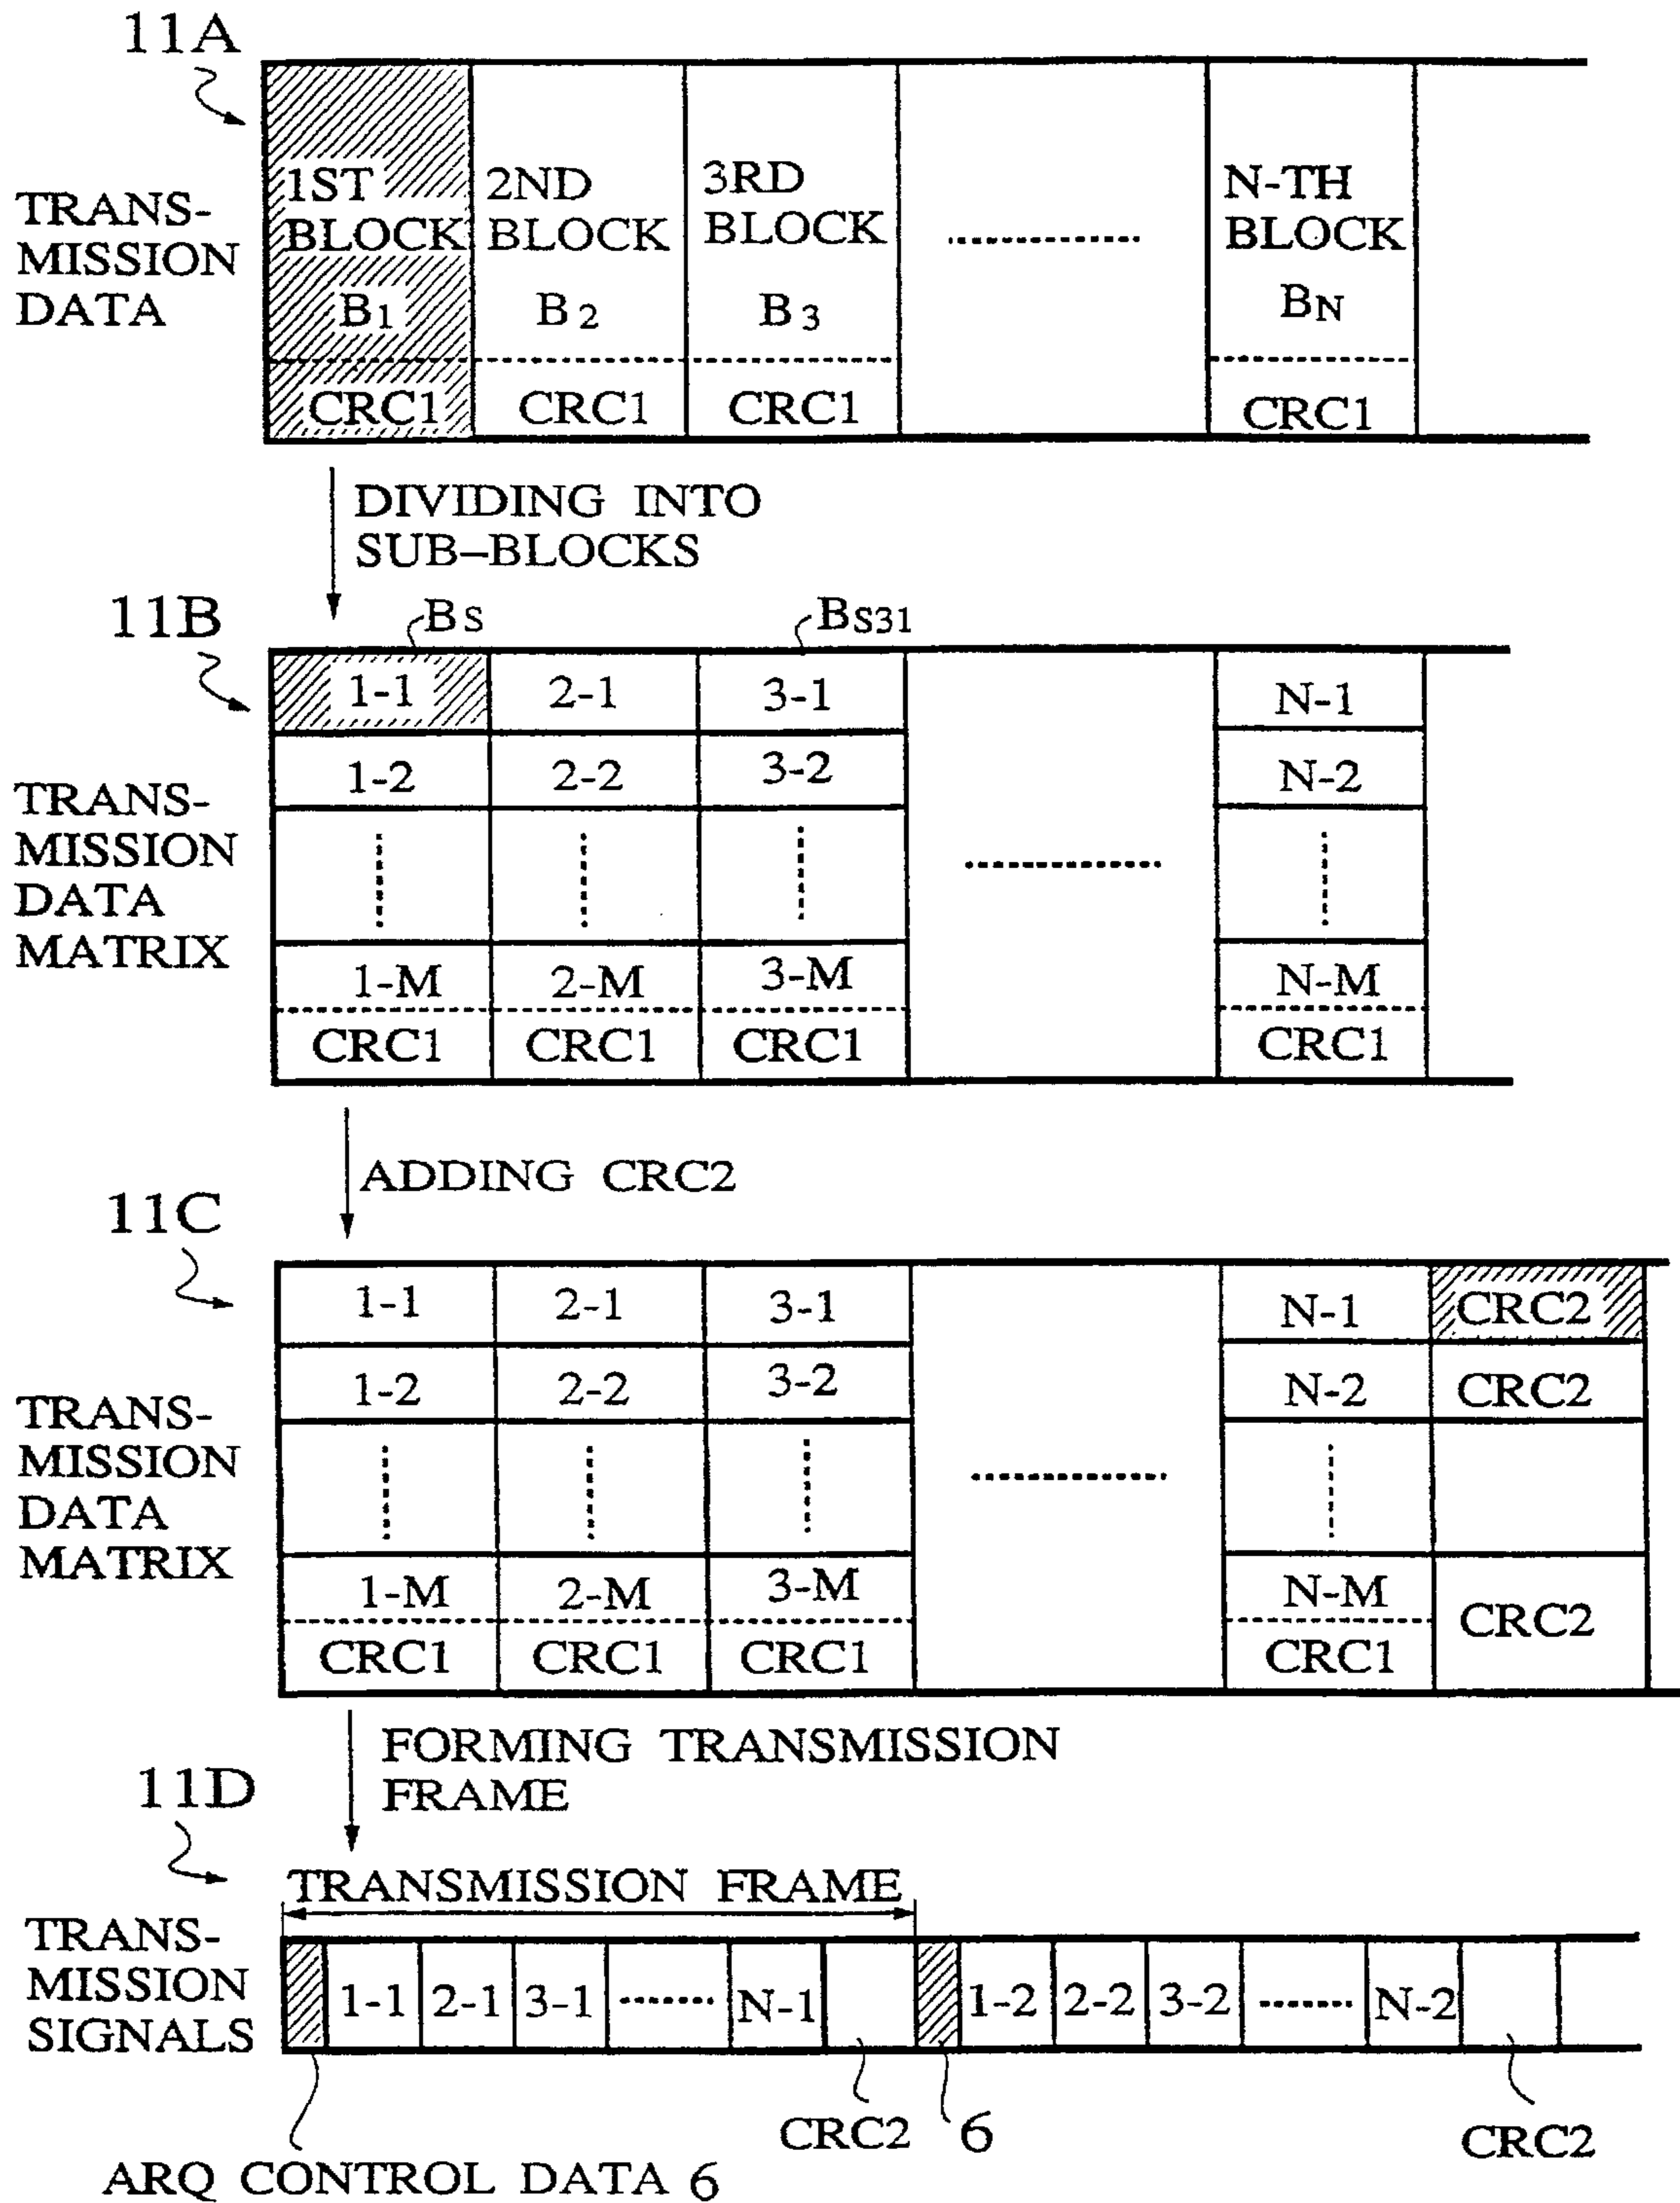 11A
TRANS-
MISSION
DATA
1ST
BLOCK
B1
CRC1
2ND
BLOCK
B2
CRC1
3RD
BLOCK
B3
CRC1
N-TH
BLOCK
BN
CRC1
DIVIDING INTO
SUB-BLOCKS
11B
BS
BS31
TRANS-
MISSION
DATA
MATRIX
1-1 2-1 3-1 N-1
1-2 2-2 3-2 N-2
1-M 2-M 3-M N-M
CRC1 CRC1 CRC1 CRC1
ADDING CRC2
11C
TRANS-
MISSION
DATA
MATRIX
1-1 2-1 3-1 N-1 CRC2
1-2 2-2 3-2 N-2 CRC2
1-M 2-M 3-M N-M CRC2
CRC1 CRC1 CRC1 CRC1
FORMING TRANSMISSION
FRAME
11D
TRANSMISSION FRAME
TRANS-
MISSION
SIGNALS
1-1 2-1 3-1 N-1 1-2 2-2 3-2 N-2
CRC2 6 CRC2
ARQ CONTROL DATA 6